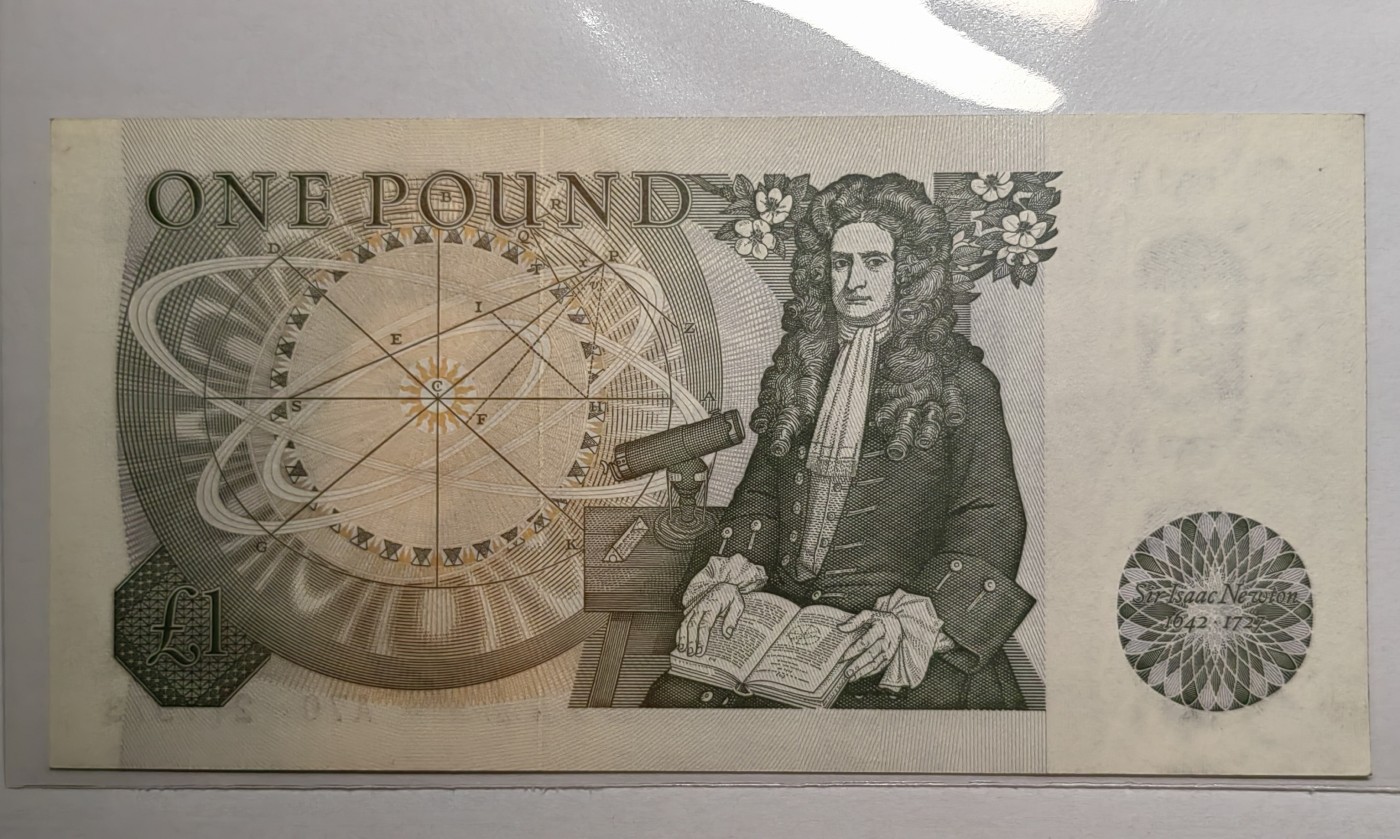 ONE POUND
B
R
D
Q
T
x
P
v
I
Z
E
C
S
F
H
A
G
K
£1
Sir Isaac Newton
1642 - 1727